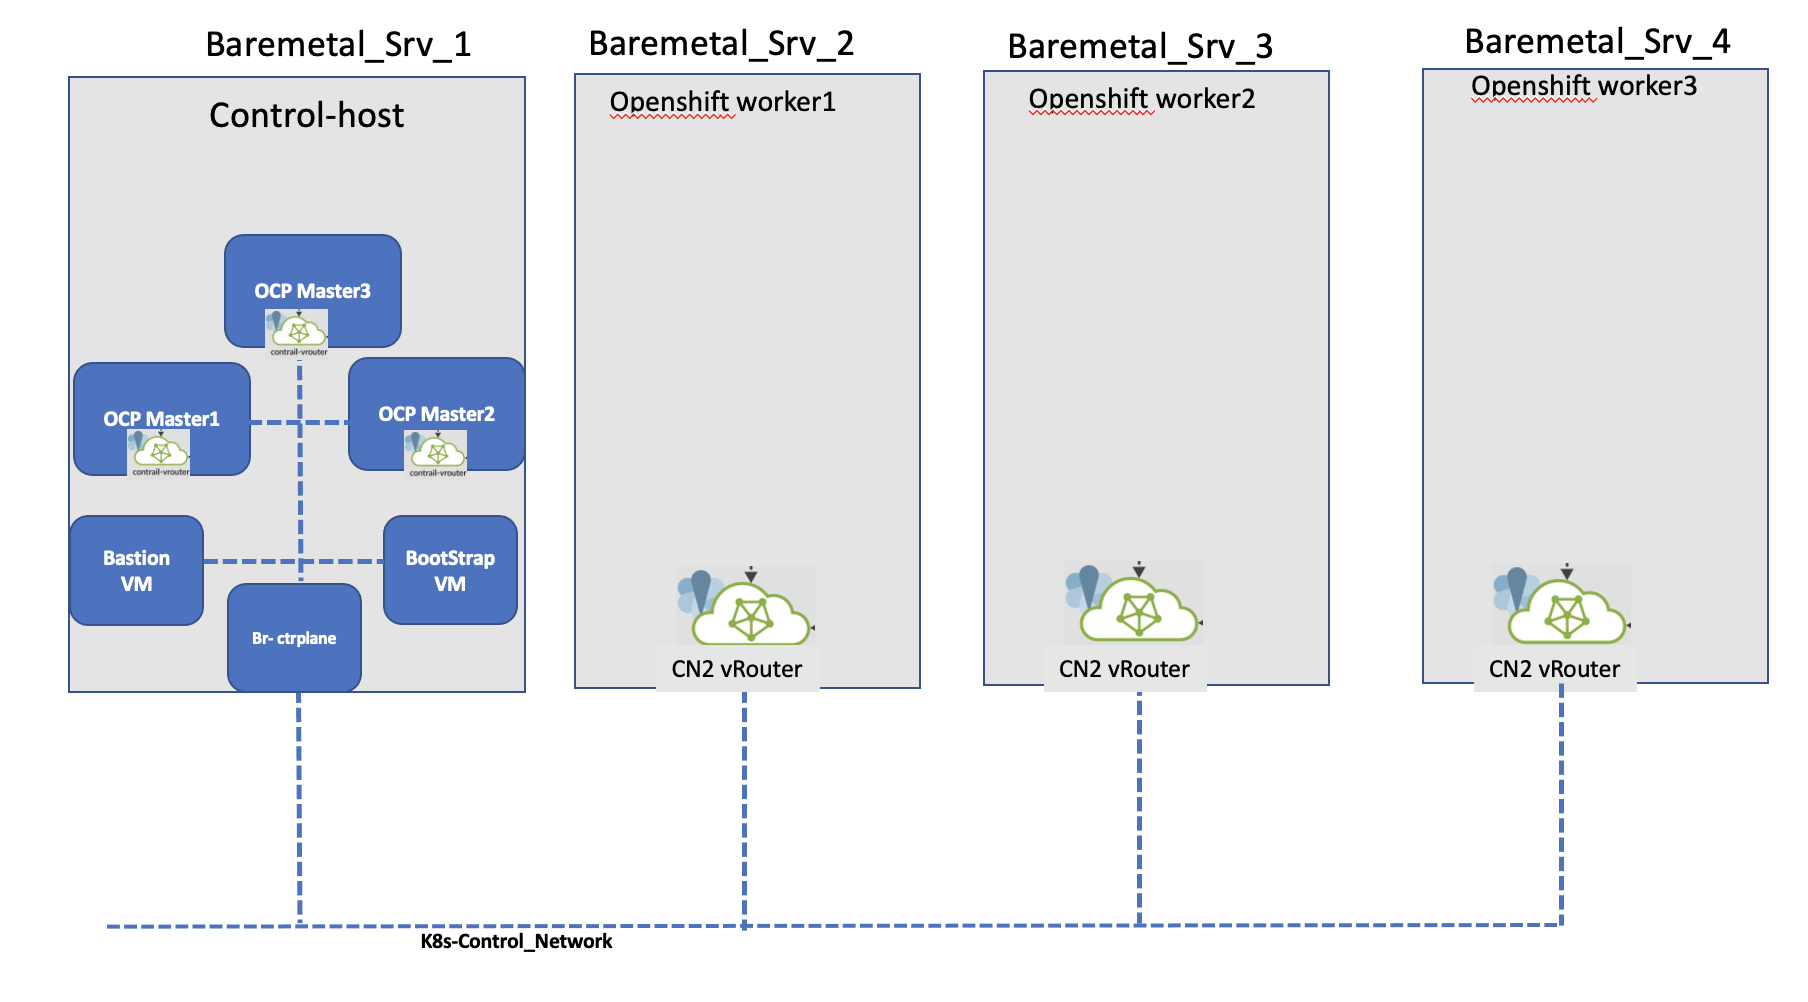 Baremetal_Srv_1
Baremetal_Srv_2
Baremetal_Srv_3
Baremetal_Srv_4
Control-host
Openshift worker1
Openshift worker2
Openshift worker3
OCP Master3
contrail-vrouter
OCP Master1
contrail-vrouter
OCP Master2
contrail-vrouter
Bastion
VM
BootStrap
VM
Br- ctrplane
CN2 vRouter
CN2 vRouter
CN2 vRouter
K8s-Control_Network